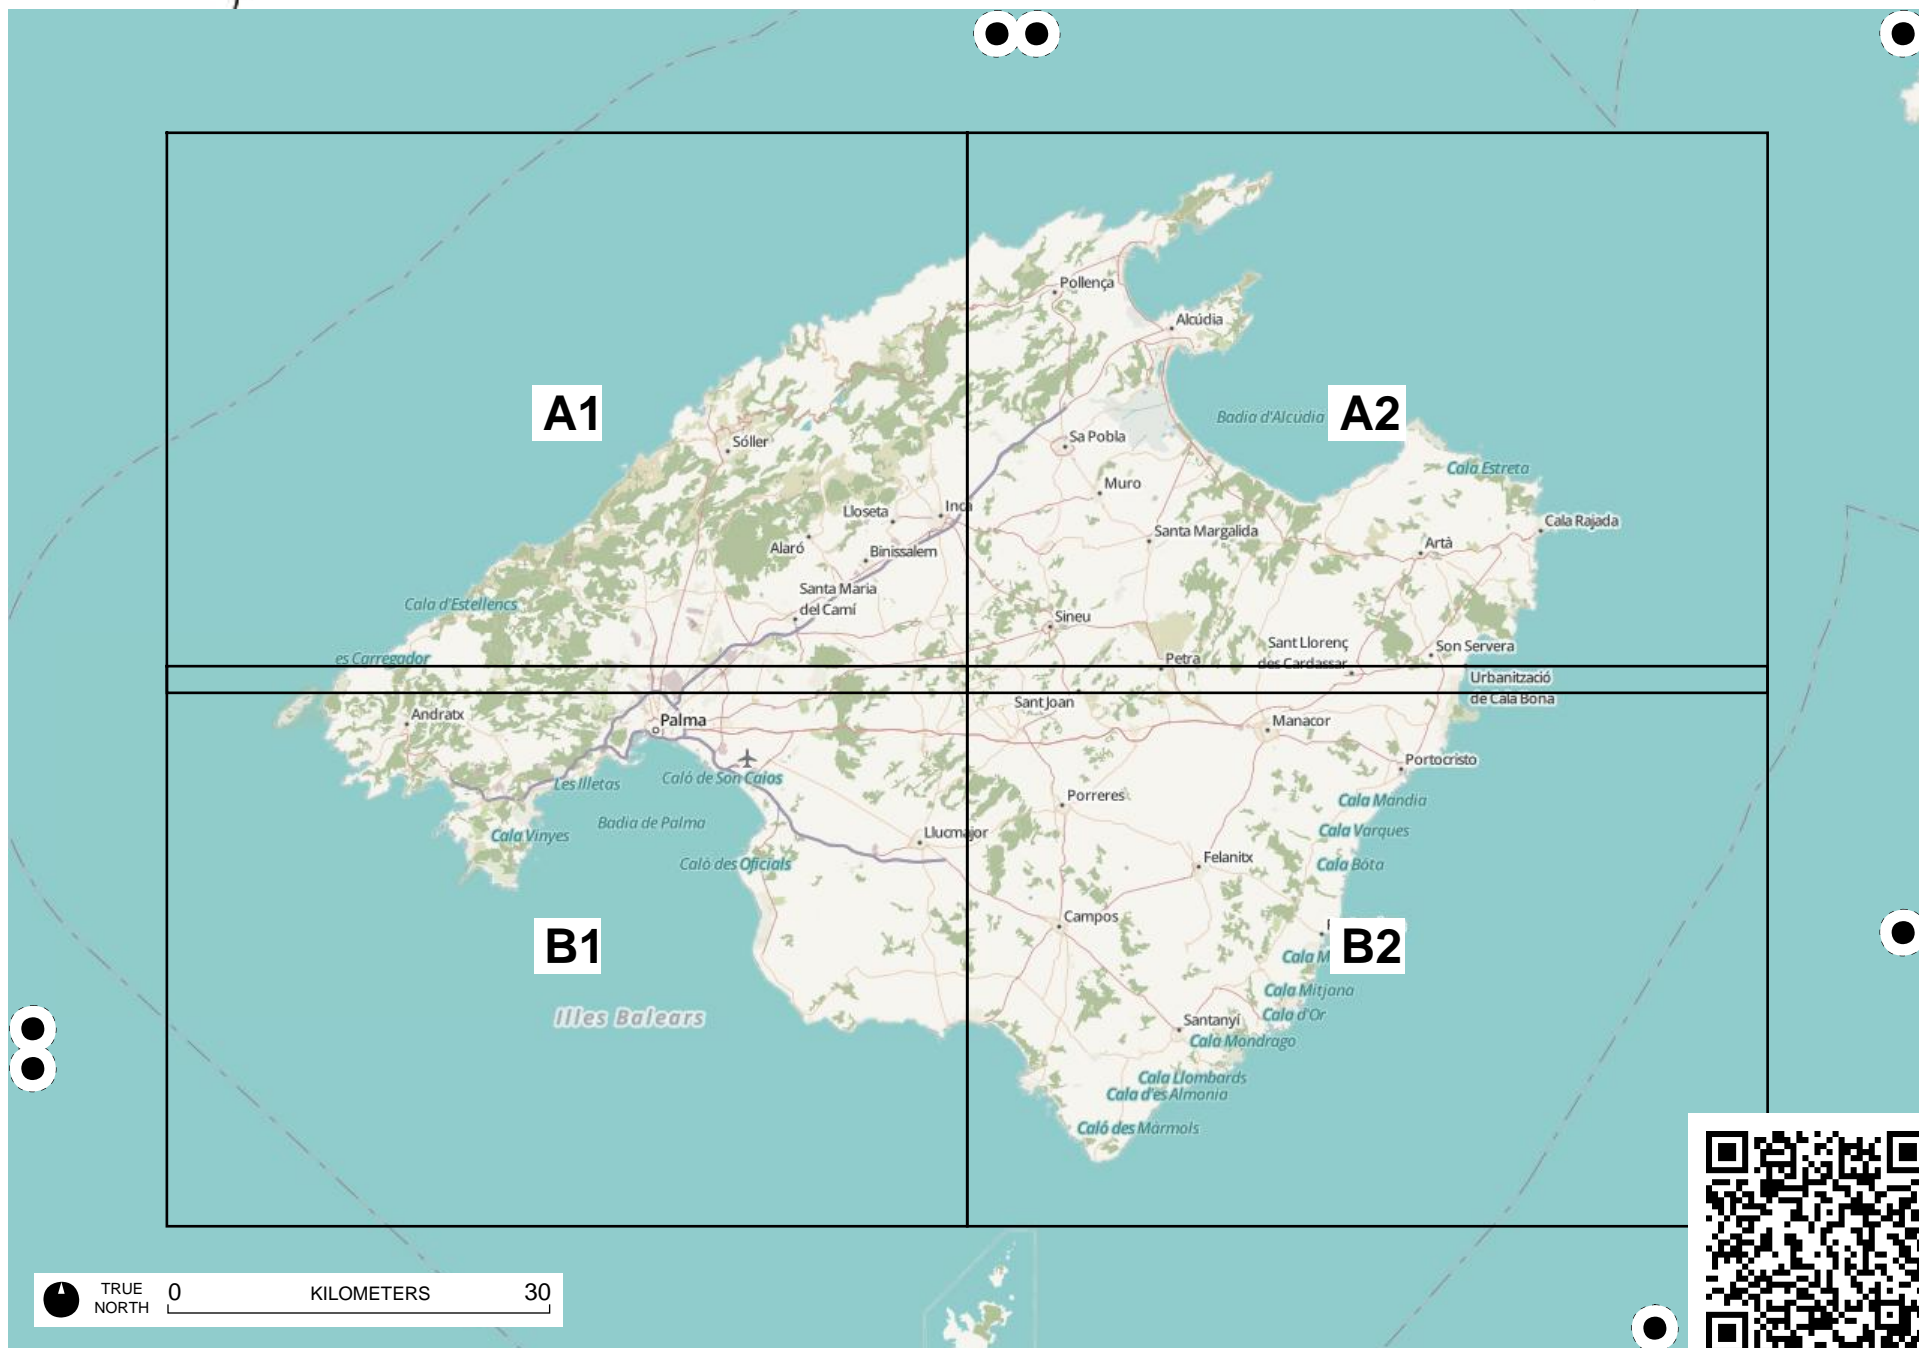 Pollença
Alcúdia
A1
A2
Badia d'Alcúdia
Sóller
Sa Pobla
Cala Estreta
Muro
Inca
Lloseta
Cala Rajada
Santa Margalida
Artà
Alaró
Binissalem
Santa Maria
del Camí
Cala d'Estellencs
Sineu
Sant Llorenç
des Cardassar
Son Servera
es Carregador
Petra
Urbanització
de Cala Bona
Sant Joan
Andratx
Palma
Manacor
Portocristo
Les Illetas
Caló de Son Caios
Porreres
Cala Mandia
Badia de Palma
Cala Vinyes
Llucmajor
Cala Varques
Caló des Oficials
Felanitx
Cala Bóta
Campos
B1
B2
Cala M
Cala Mitjana
Illes Balears
Santanyí
Cala d'Or
Cala Mondrago
Cala Llombards
Cala d'es Almonia
Caló des Màrmols
TRUE
NORTH
0 KILOMETERS 30